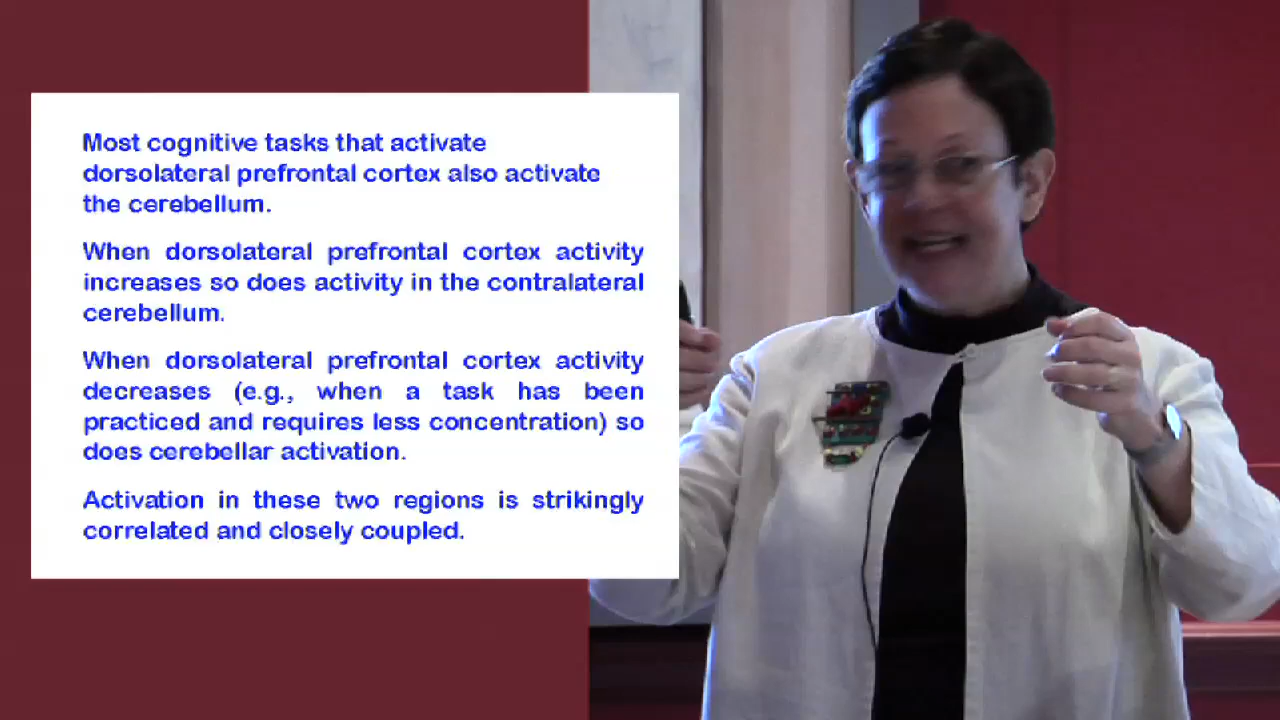 Most cognitive tasks that activate
dorsolateral prefrontal cortex also activate
the cerebellum.
When dorsolateral prefrontal cortex activity
increases so does activity in the contralateral
cerebellum.
When dorsolateral prefrontal cortex activity
decreases (e.g., when a task has been
practiced and requires less concentration) so
does cerebellar activation.
Activation in these two regions is strikingly
correlated and closely coupled.